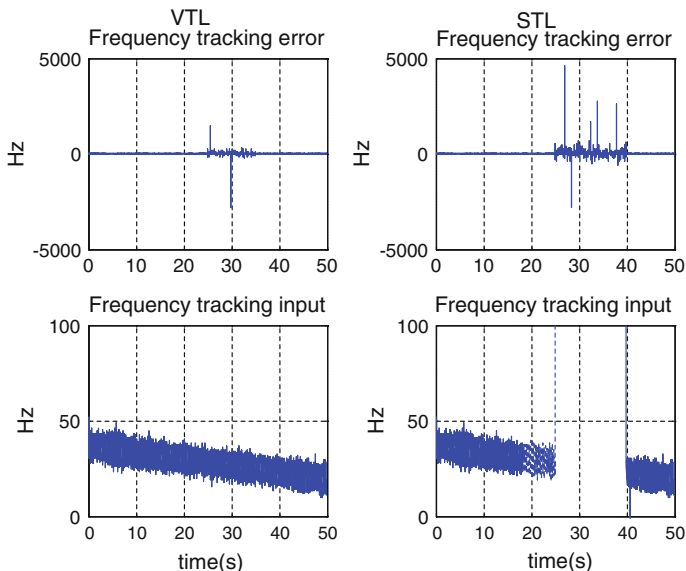 VTL
Frequency tracking error
STL
Frequency tracking error
5000
0
-5000
Hz
0 10 20 30 40 50
5000
0
-5000
Hz
0 10 20 30 40 50
Frequency tracking input
100
50
0
Hz
0 10 20 30 40 50
time(s)
Frequency tracking input
100
50
0
Hz
0 10 20 30 40 50
time(s)